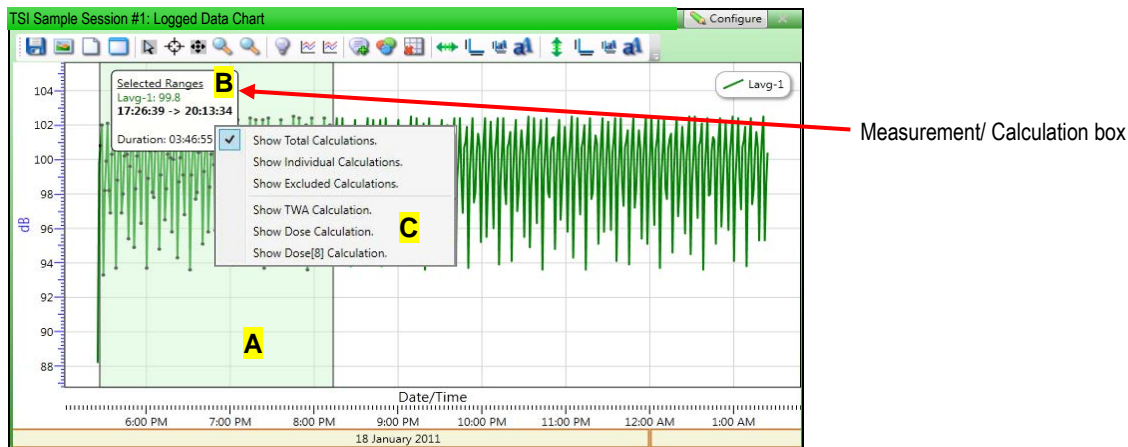 TSI Sample Session #1: Logged Data Chart
Configure
Selected Ranges
Lavg-1: 99.8
17:26:39 -> 20:13:34
Duration: 03:46:55
B
Lavg-1
Measurement/ Calculation box
Show Total Calculations.
Show Individual Calculations.
Show Excluded Calculations.
Show TWA Calculation.
Show Dose Calculation.
Show Dose[8] Calculation.
C
A
dB
104
102
100
98
96
94
92
90
88
Date/Time
6:00 PM 7:00 PM 8:00 PM 9:00 PM 10:00 PM 11:00 PM 12:00 AM 1:00 AM
18 January 2011